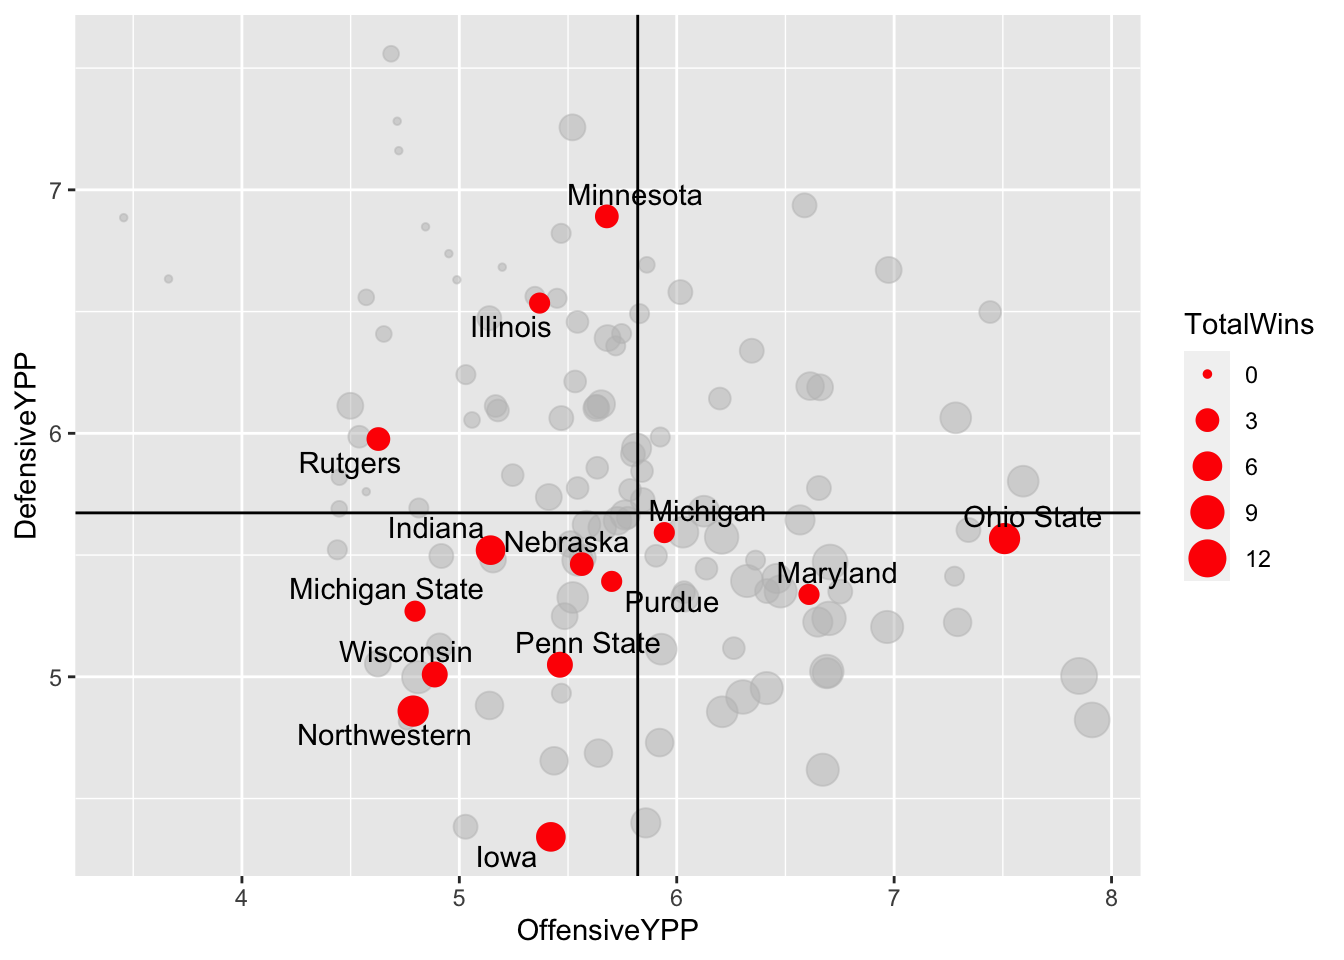 Minnesota
Illinois
Rutgers
Michigan
Ohio State
Indiana
Nebraska
Maryland
Michigan State
Purdue
Penn State
Wisconsin
Northwestern
Iowa
7
6
5
DefensiveYPP
4 5 6 7 8
OffensiveYPP
TotalWins
0
3
6
9
12